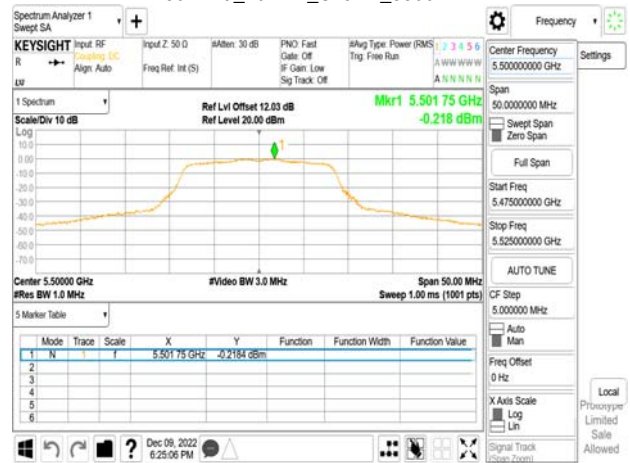 Spectrum Analyzer 1
Swept SA
Frequency
KEYSIGHT
Input: RF
Coupling: DC
Align: Auto
Input Z: 50 Ω
Freq Ref: Int (S)
#Atten: 30 dB
PNO: Fast
Gate: Off
IF Gain: Low
Sig Track: Off
#Avg Type: Power (RMS
Trig: Free Run
1 2 3 4 5 6
A WWWWW
A N N N N N
R
LXI
Center Frequency
5.500000000 GHz
Settings
Span
50.0000000 MHz
Swept Span
Zero Span
Full Span
Start Freq
5.475000000 GHz
Stop Freq
5.525000000 GHz
AUTO TUNE
CF Step
5.000000 MHz
Auto
Man
Freq Offset
0 Hz
X Axis Scale
Log
Lin
Signal Track
(Span Zoom)
Local
Prototype
Limited
Sale
Allowed
1 Spectrum
Scale/Div 10 dB
Ref Lvl Offset 12.03 dB
Ref Level 20.00 dBm
Mkr1 5.501 75 GHz
-0.218 dBm
Log
10.0
0.00
-10.0
-20.0
-30.0
-40.0
-50.0
-60.0
-70.0
1
Center 5.50000 GHz
#Res BW 1.0 MHz
#Video BW 3.0 MHz
Span 50.00 MHz
Sweep 1.00 ms (1001 pts)
5 Marker Table
Mode Trace Scale X Y Function Function Width Function Value
1 N 1 f 5.501 75 GHz -0.2184 dBm
2
3
4
5
6
?
Dec 09, 2022
6:25:06 PM